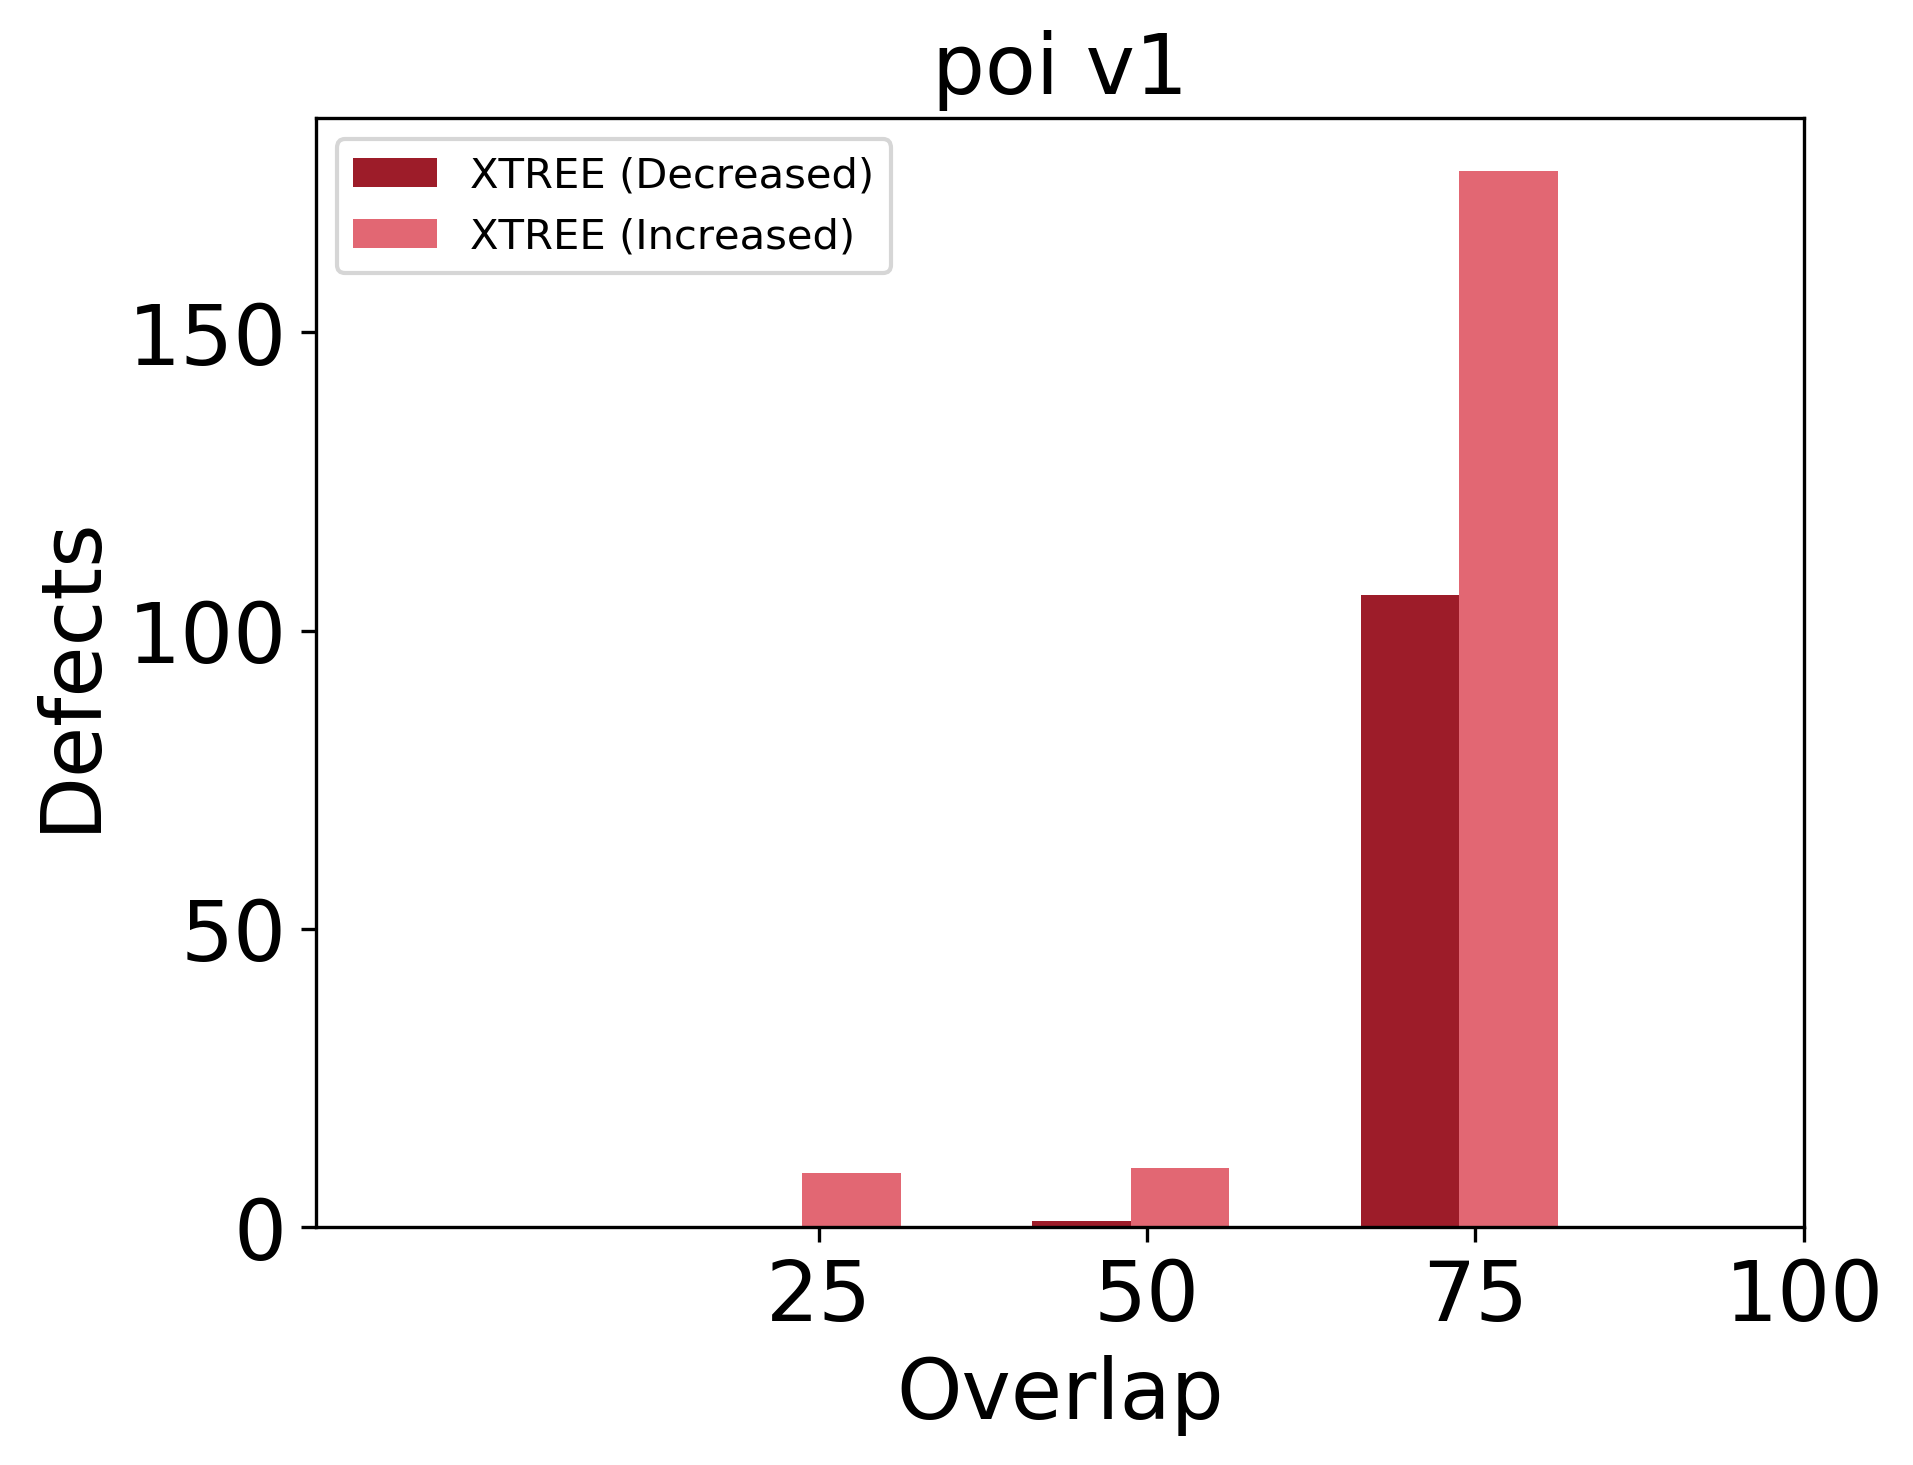 poi v1
XTREE (Decreased)
XTREE (Increased)
150
100
50
0
Defects
25 50 75 100
Overlap